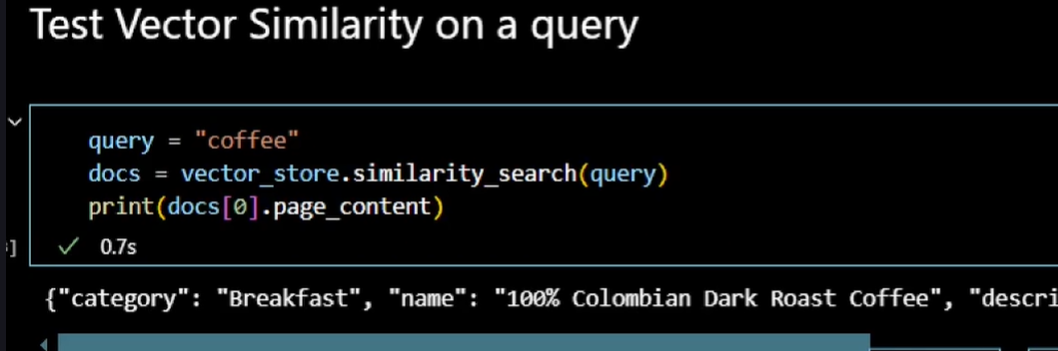 Test Vector Similarity on a query
query = "coffee"
docs = vector_store.similarity_search(query)
print(docs[0].page_content)
0.7s
{"category": "Breakfast", "name": "100% Colombian Dark Roast Coffee", "descri